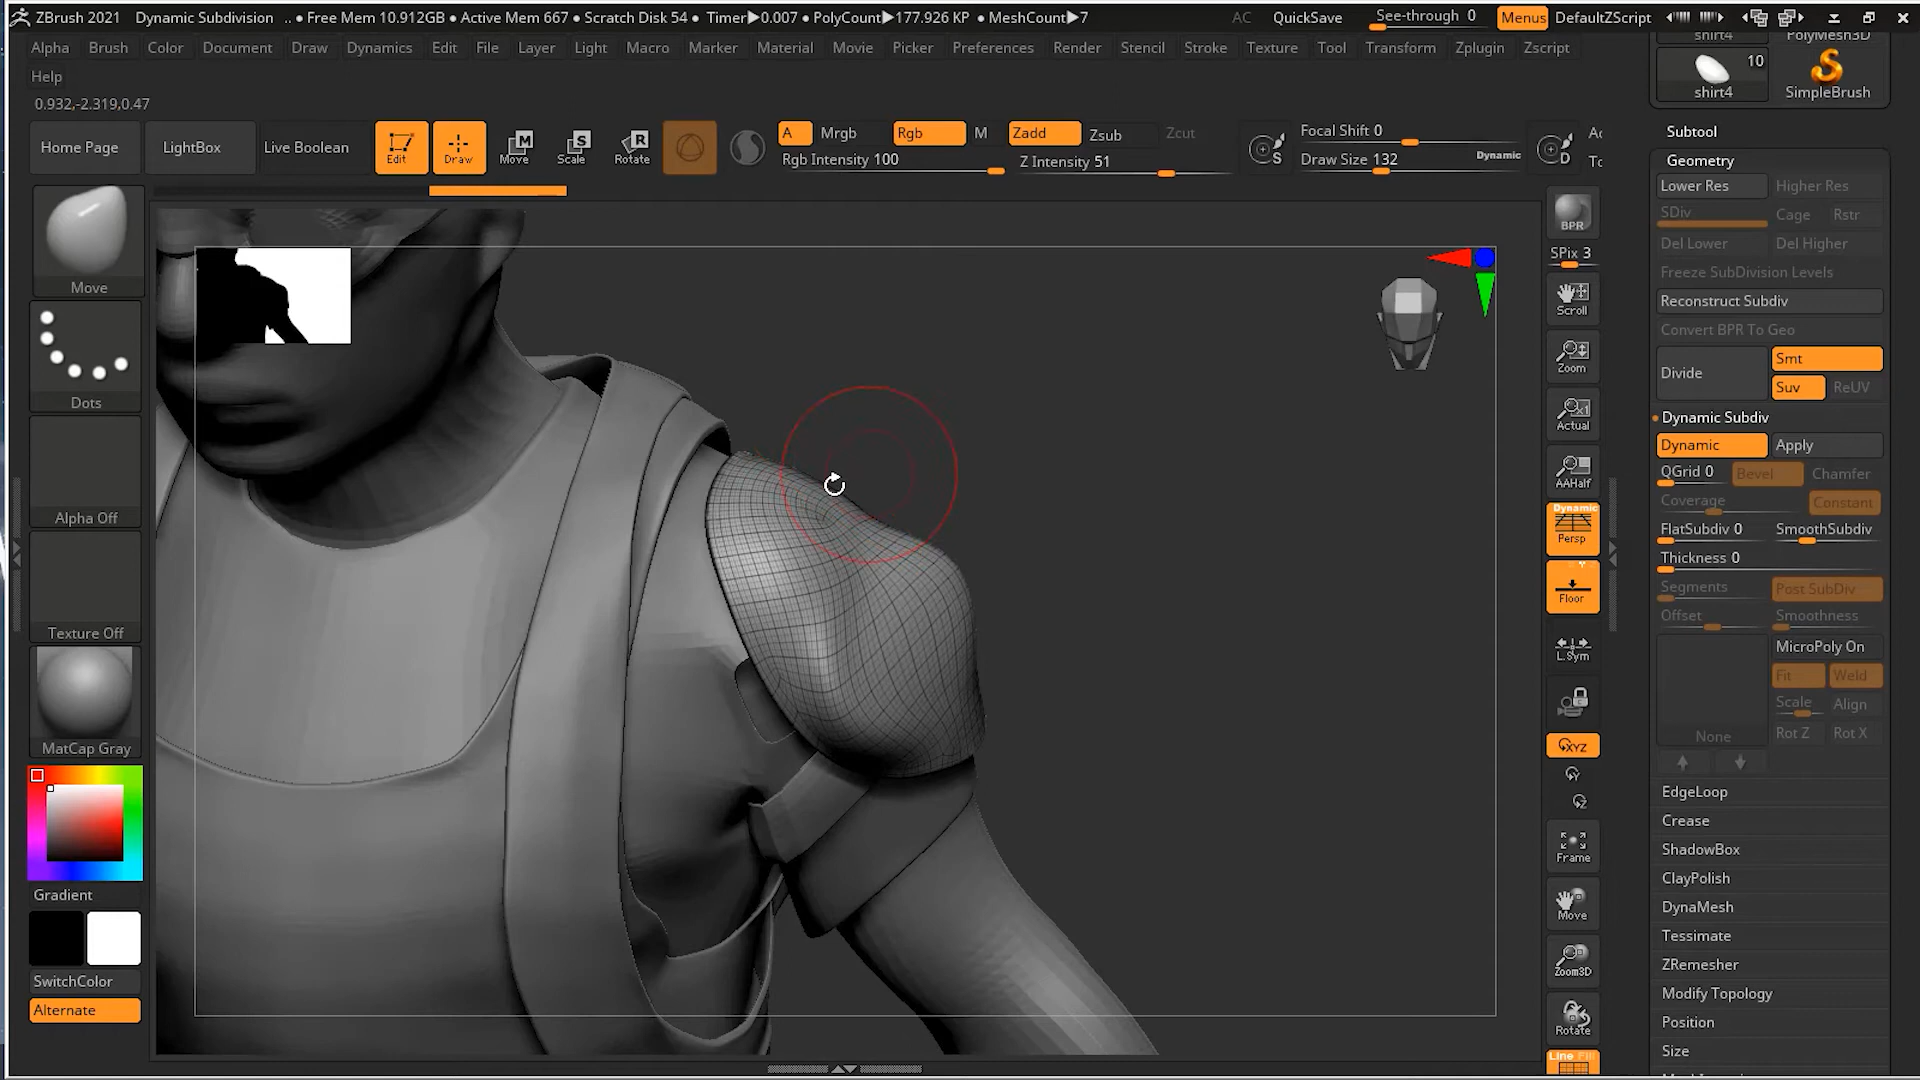 ZBrush 2021 Dynamic Subdivision .. • Free Mem 10.912GB • Active Mem 667 • Scratch Disk 54 • Timer▶0.007 • PolyCount▶177.926 KP • MeshCount▶7 AC QuickSave See-through 0 Menus DefaultZScript
Alpha Brush Color Document Draw Dynamics Edit File Layer Light Macro Marker Material Movie Picker Preferences Render Stencil Stroke Surface Texture Tool Transform Zplugin Zscript
Help
0.932,-2.319,0.47
Home Page LightBox Live Boolean Edit Draw Move Scale Rotate
A Mrgb Rgb M Zadd Zsub Zcut
Rgb Intensity 100 Z Intensity 51
Focal Shift 0
Draw Size 132 Dynamic
S D
Move
Dots
Alpha Off
Texture Off
MatCap Gray
Gradient
SwitchColor
Alternate
BPR
SPix 3
Scroll
Zoom
Actual
AAHalf
Dynamic
Persp
Floor
L.Sym
XYZ
Frame
Move
Zoom3D
Rotate
Line Fill
shirt4 PolyMesh3D
10
shirt4 SimpleBrush
Subtool
Geometry
Lower Res Higher Res
SDiv Cage Rstr
Del Lower Del Higher
Freeze SubDivision Levels
Reconstruct Subdiv
Convert BPR To Geo
Divide Smt
Suv ReUV
Dynamic Subdiv
Dynamic Apply
QGrid 0 Bevel Chamfer
Coverage Constant
FlatSubdiv 0 SmoothSubdiv
Thickness 0
Segments Post SubDiv
Offset Smoothness
MicroPoly On
Fit Weld
Scale Align
None Rot Z Rot X
EdgeLoop
Crease
ShadowBox
ClayPolish
DynaMesh
Tessimate
ZRemesher
Modify Topology
Position
Size